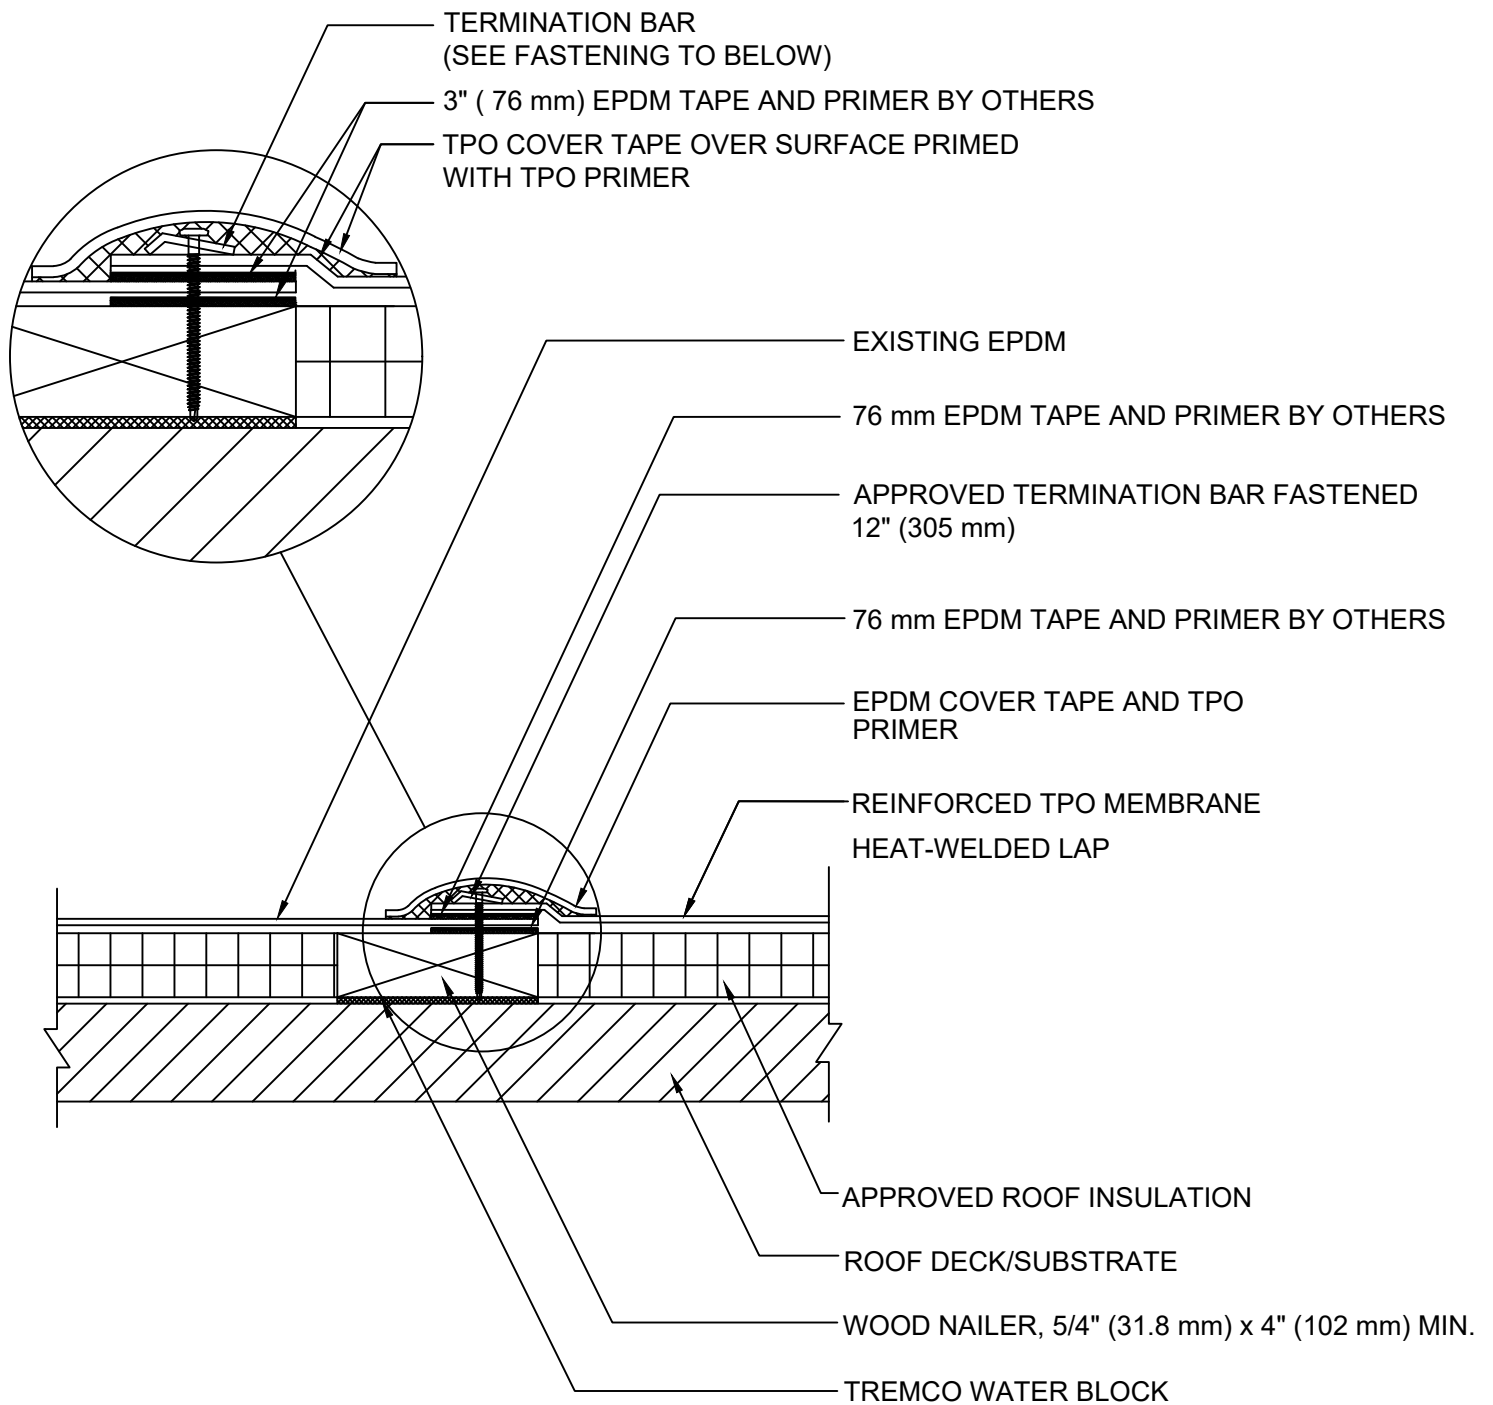 TERMINATION BAR
(SEE FASTENING TO BELOW)
3" ( 76 mm) EPDM TAPE AND PRIMER BY OTHERS
TPO COVER TAPE OVER SURFACE PRIMED
WITH TPO PRIMER
EXISTING EPDM
76 mm EPDM TAPE AND PRIMER BY OTHERS
APPROVED TERMINATION BAR FASTENED
12" (305 mm)
76 mm EPDM TAPE AND PRIMER BY OTHERS
EPDM COVER TAPE AND TPO
PRIMER
REINFORCED TPO MEMBRANE
HEAT-WELDED LAP
APPROVED ROOF INSULATION
ROOF DECK/SUBSTRATE
WOOD NAILER, 5/4" (31.8 mm) x 4" (102 mm) MIN.
TREMCO WATER BLOCK